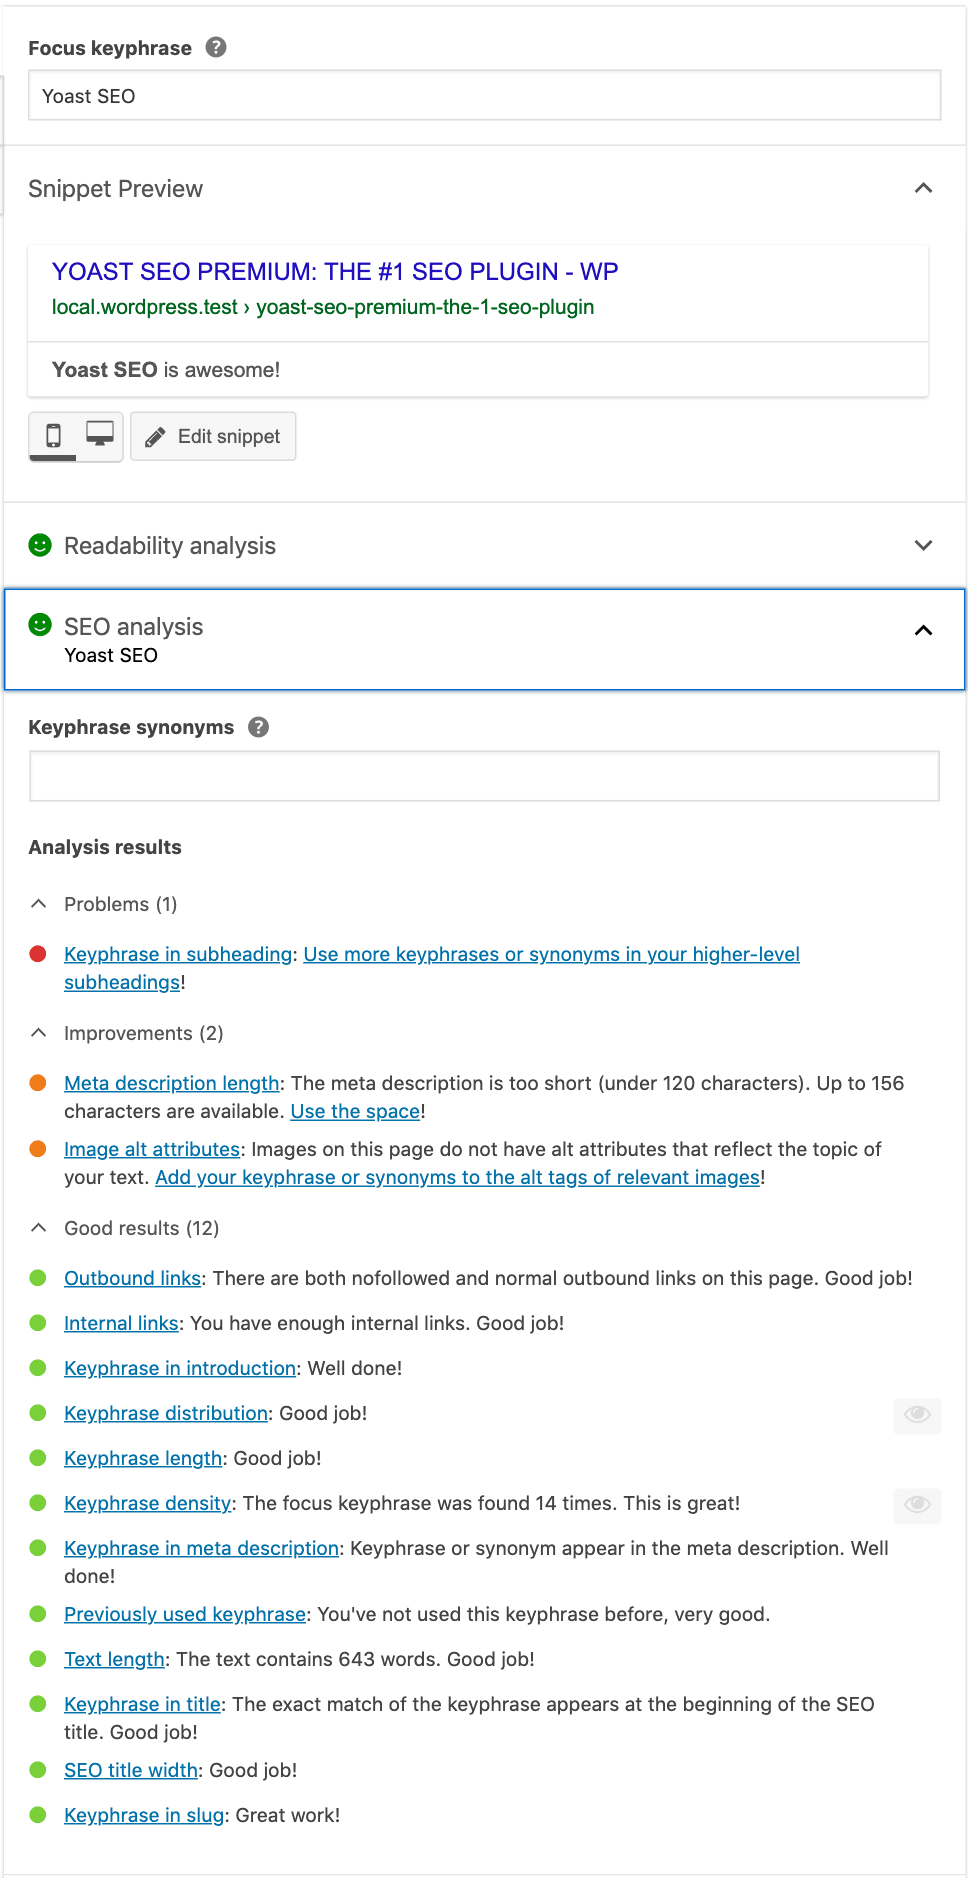 Focus keyphrase ?
Yoast SEO
Snippet Preview
YOAST SEO PREMIUM: THE #1 SEO PLUGIN - WP
local.wordpress.test › yoast-seo-premium-the-1-seo-plugin
Yoast SEO is awesome!
Edit snippet
Readability analysis
SEO analysis
Yoast SEO
Keyphrase synonyms ?
Analysis results
Problems (1)
Keyphrase in subheading: Use more keyphrases or synonyms in your higher-level
subheadings!
Improvements (2)
Meta description length: The meta description is too short (under 120 characters). Up to 156
characters are available. Use the space!
Image alt attributes: Images on this page do not have alt attributes that reflect the topic of
your text. Add your keyphrase or synonyms to the alt tags of relevant images!
Good results (12)
Outbound links: There are both nofollowed and normal outbound links on this page. Good job!
Internal links: You have enough internal links. Good job!
Keyphrase in introduction: Well done!
Keyphrase distribution: Good job!
Keyphrase length: Good job!
Keyphrase density: The focus keyphrase was found 14 times. This is great!
Keyphrase in meta description: Keyphrase or synonym appear in the meta description. Well
done!
Previously used keyphrase: You've not used this keyphrase before, very good.
Text length: The text contains 643 words. Good job!
Keyphrase in title: The exact match of the keyphrase appears at the beginning of the SEO
title. Good job!
SEO title width: Good job!
Keyphrase in slug: Great work!